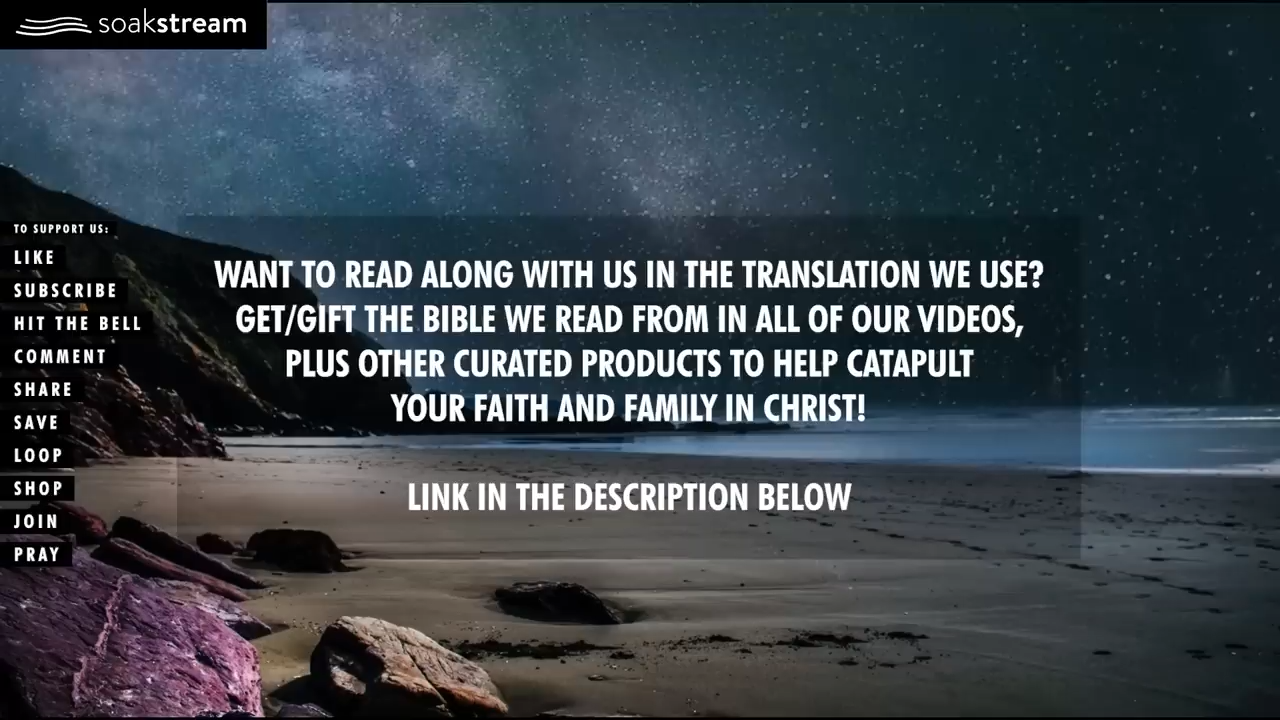 soakstream
TO SUPPORT US:
LIKE
SUBSCRIBE
HIT THE BELL
COMMENT
SHARE
SAVE
LOOP
SHOP
JOIN
PRAY
WANT TO READ ALONG WITH US IN THE TRANSLATION WE USE?
GET/GIFT THE BIBLE WE READ FROM IN ALL OF OUR VIDEOS,
PLUS OTHER CURATED PRODUCTS TO HELP CATAPULT
YOUR FAITH AND FAMILY IN CHRIST!
LINK IN THE DESCRIPTION BELOW